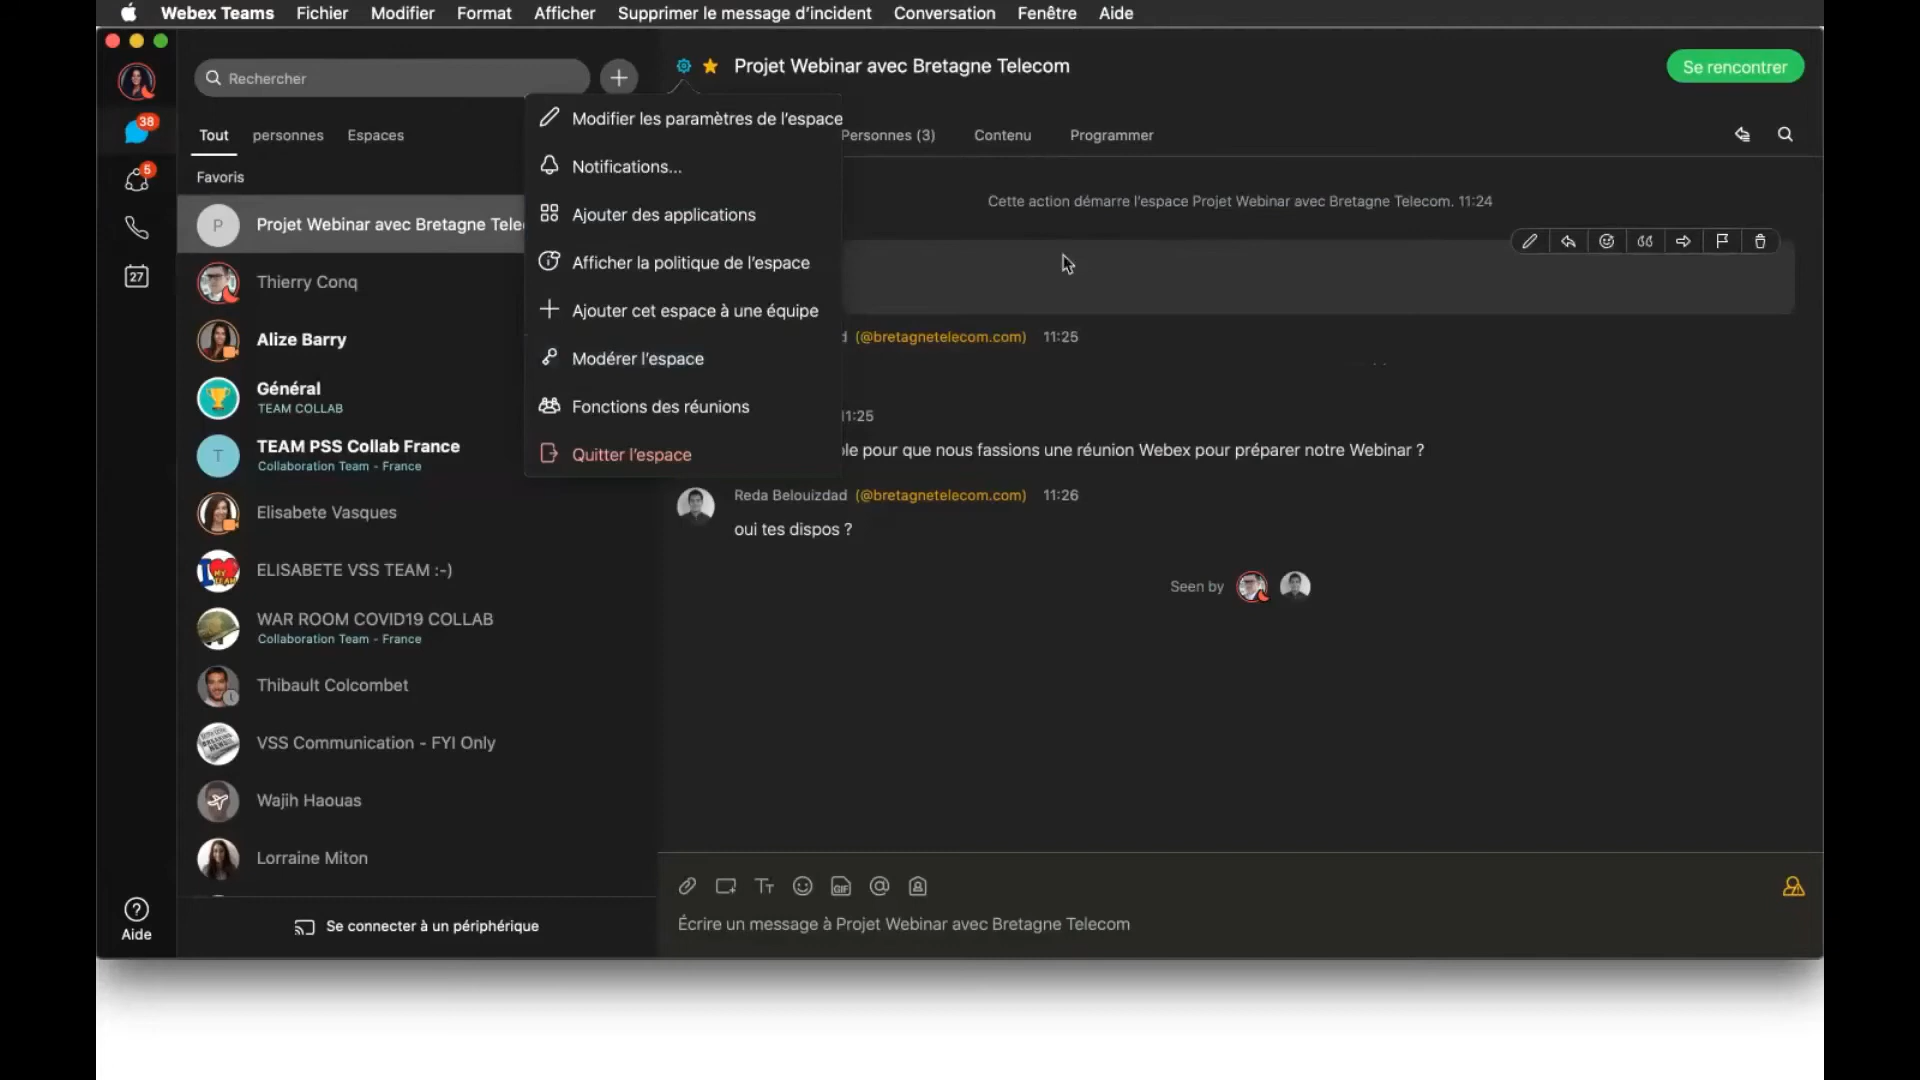 Webex Teams Fichier Modifier Format Afficher Supprimer le message d'incident Conversation Fenêtre Aide
Rechercher
Projet Webinar avec Bretagne Telecom
Se rencontrer
38
5
27
Tout personnes Espaces
Favoris
Projet Webinar avec Bretagne
P
Thierry Conq
Alize Barry
Général
TEAM COLLAB
T
TEAM PSS Collab France
Collaboration Team - France
Elisabete Vasques
ELISABETE VSS TEAM :-)
WAR ROOM COVID19 COLLAB
Collaboration Team - France
Thibault Colcombet
VSS Communication - FYI Only
Wajih Haouas
Lorraine Miton
Aide
Se connecter à un périphérique
Modifier les paramètres de l'espace
Notifications...
Ajouter des applications
Afficher la politique de l'espace
Ajouter cet espace à une équipe
Modérer l'espace
Fonctions des réunions
Quitter l'espace
Personnes (3) Contenu Programmer
Cette action démarre l'espace Projet Webinar avec Bretagne Telecom. 11:24
(@bretagnetelecom.com) 11:25
11:25
pour que nous fassions une réunion Webex pour préparer notre Webinar ?
Reda Belouizdad (@bretagnetelecom.com) 11:26
oui tes dispos ?
Seen by
GIF
Écrire un message à Projet Webinar avec Bretagne Telecom